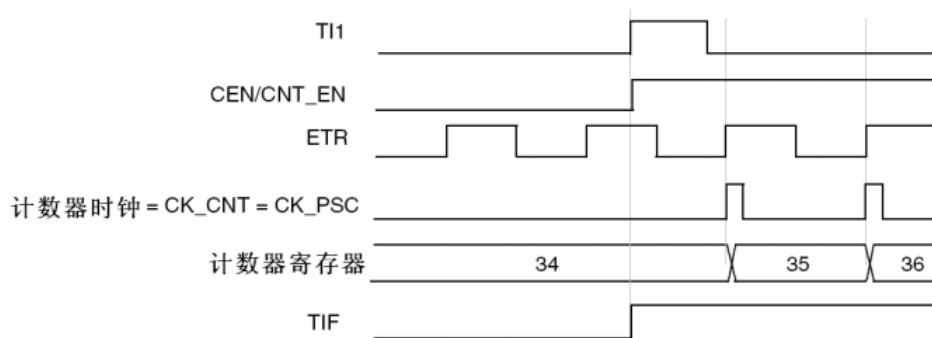 TI1
CEN/CNT_EN
ETR
计数器时钟 = CK_CNT = CK_PSC
计数器寄存器 34 35 36
TIF